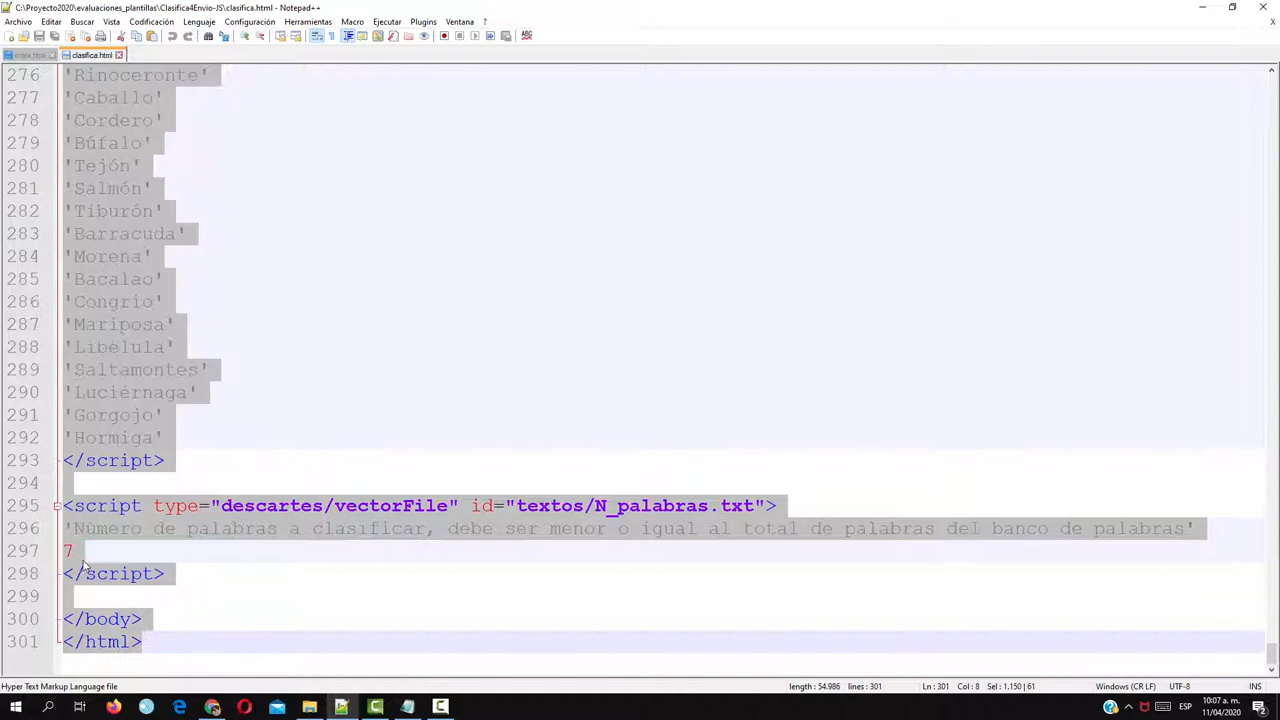 C:\Proyecto2020\evaluaciones_plantillas\Clasifica4Envio-JS\clasifica.html - Notepad++
Archivo Editar Buscar Vista Codificación Lenguaje Configuración Herramientas Macro Ejecutar Plugins Ventana ?
X
clasifica.html
276 'Rinoceronte'
277 'Caballo'
278 'Cordero'
279 'Búfalo'
280 'Tejón'
281 'Salmón'
282 'Tiburón'
283 'Barracuda'
284 'Morena'
285 'Bacalao'
286 'Congrio'
287 'Mariposa'
288 'Libélula'
289 'Saltamontes'
290 'Luciérnaga'
291 'Gorgojo'
292 'Hormiga'
293 </script>
294
295 <script type="descartes/vectorFile" id="textos/N_palabras.txt">
296 'Número de palabras a clasificar, debe ser menor o igual al total de palabras del banco de palabras'
297 7
298 </script>
299
300 </body>
301 </html>
Hyper Text Markup Language file length : 54.986 lines : 301 Ln : 301 Col : 8 Sel : 1.150 | 61 Windows (CR LF) UTF-8 INS
ESP 10:07 a. m. 11/04/2020 2